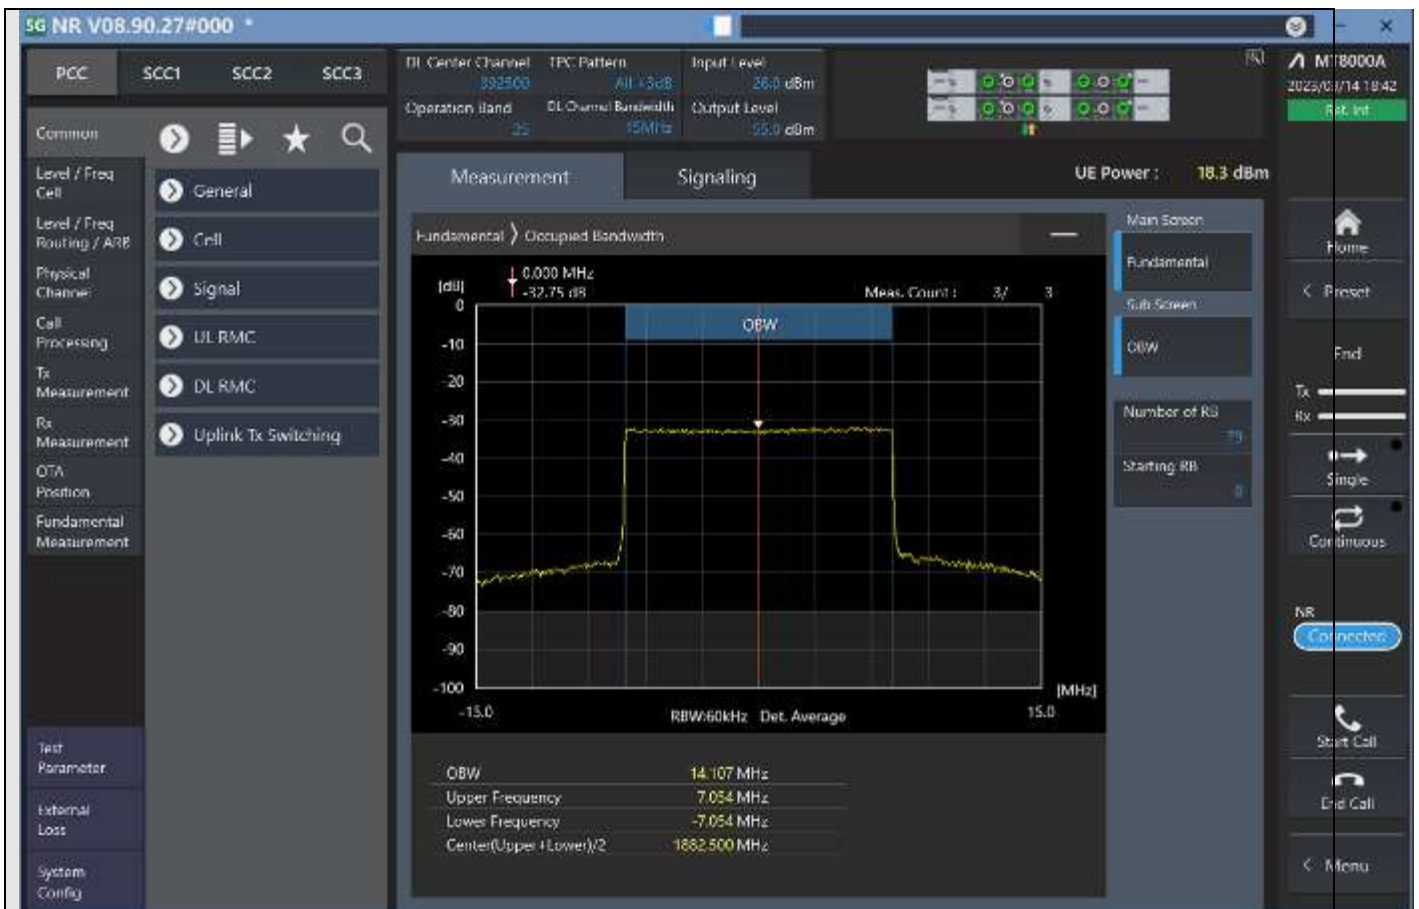 5G NR V08.90.27#000 *
PCC SCC1 SCC2 SCC3
DL Center Channel TPC Pattern Input Level
392500 All +3dB 26.0 dBm
Operation Band DL Channel Bandwidth Output Level
25 15MHz -55.0 dBm
MT8000A
2023/03/14 18:42
Ref. Int
Common
Level / Freq
Cell
Level / Freq
Routing / ARB
Physical
Channel
Call
Processing
Tx
Measurement
Rx
Measurement
OTA
Position
Fundamental
Measurement
Test
Parameter
External
Loss
System
Config
General
Cell
Signal
UL RMC
DL RMC
Uplink Tx Switching
Measurement Signaling
UE Power : 18.3 dBm
Fundamental Occupied Bandwidth
[dB]
0.000 MHz
-32.75 dB
Meas. Count : 3/ 3
OBW
0
-10
-20
-30
-40
-50
-60
-70
-80
-90
-100
[MHz]
-15.0 RBW:60kHz Det. Average 15.0
OBW 14.107 MHz
Upper Frequency 7.054 MHz
Lower Frequency -7.054 MHz
Center(Upper+Lower)/2 1882.500 MHz
Main Screen
Fundamental
Sub Screen
OBW
Number of RB
79
Starting RB
0
Home
< Preset
End
Tx
Rx
Single
Continuous
NR
Connected
Start Call
End Call
< Menu